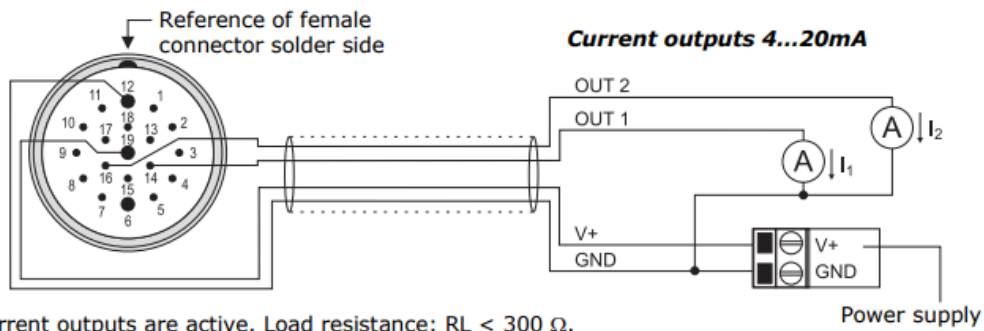 Reference of female
connector solder side
Current outputs 4...20mA
12
11
1
10
18
2
17
13
9
19
3
16
14
8
15
4
7
5
6
OUT 2
OUT 1
A
I2
A
I1
V+
GND
V+
GND
Power supply
rrent outputs are active. Load resistance: RL < 300 Ω.